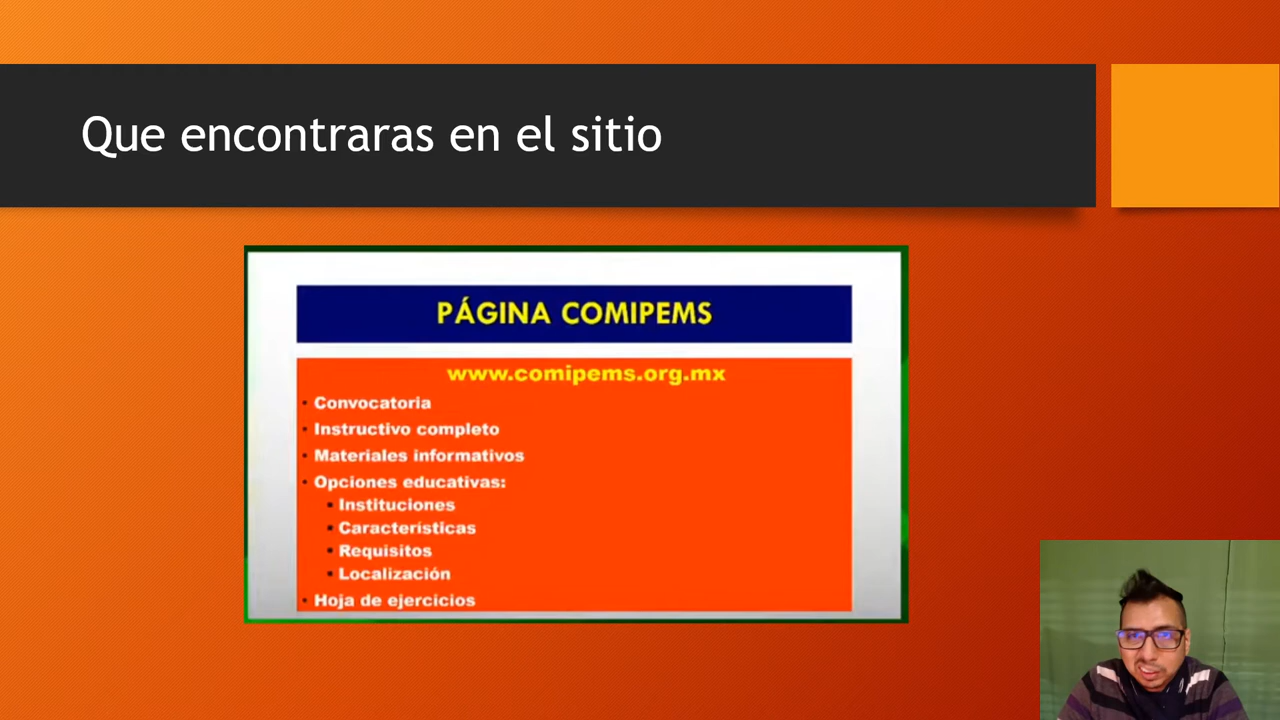 Que encontraras en el sitio
PÁGINA COMIPEMS
www.comipems.org.mx
• Convocatoria
• Instructivo completo
• Materiales informativos
• Opciones educativas:
▪ Instituciones
▪ Características
▪ Requisitos
▪ Localización
• Hoja de ejercicios